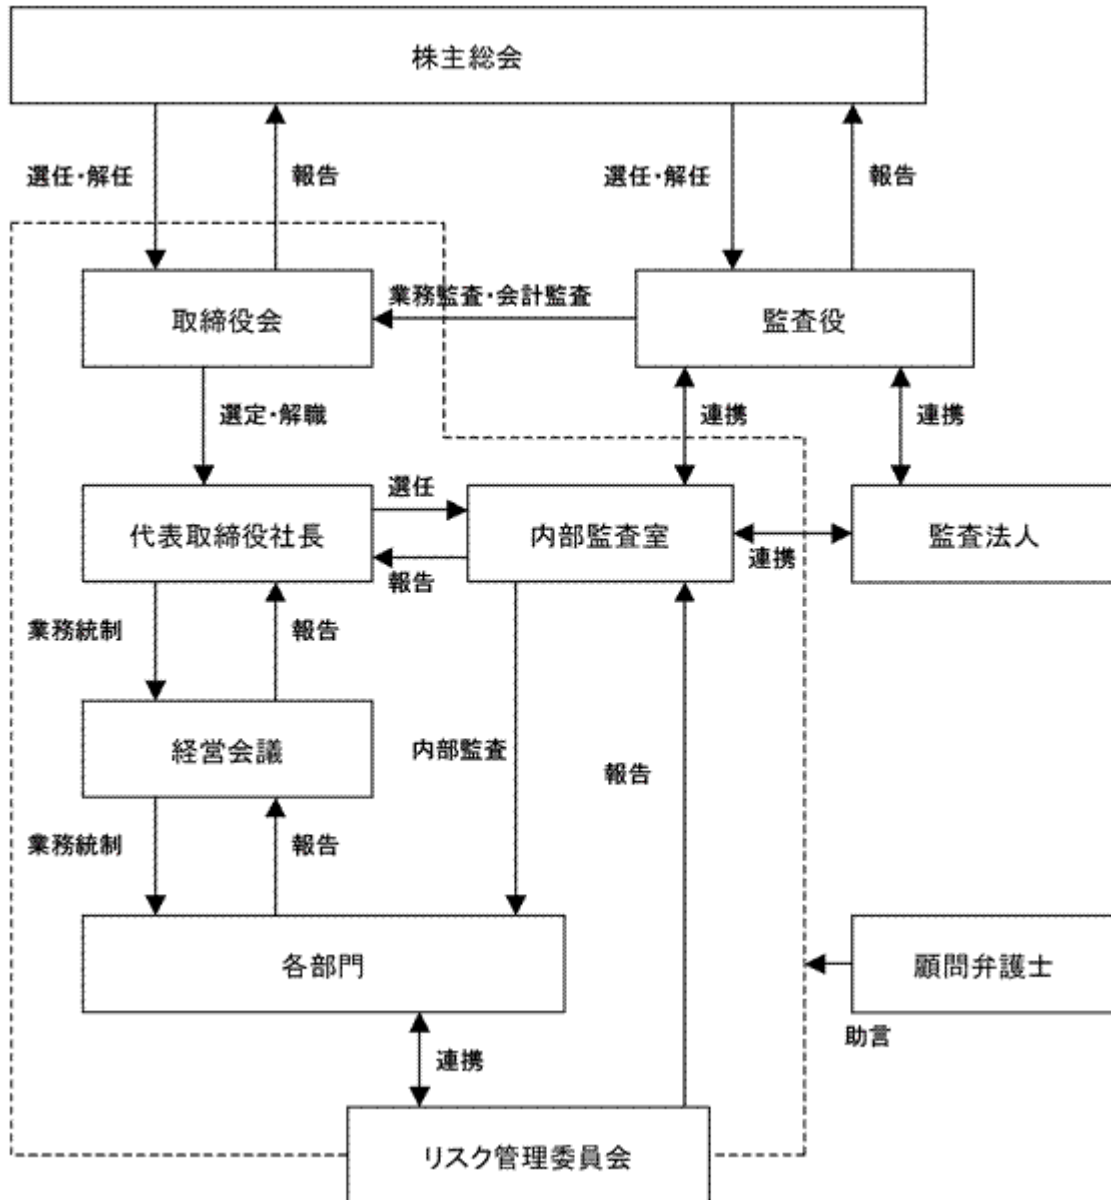 株主総会
選任・解任
報告
選任・解任
報告
取締役会
業務監査・会計監査
監査役
選定・解職
連携
連携
代表取締役社長
選任
報告
内部監査室
連携
監査法人
業務統制
報告
経営会議
内部監査
報告
業務統制
報告
各部門
顧問弁護士
助言
連携
リスク管理委員会